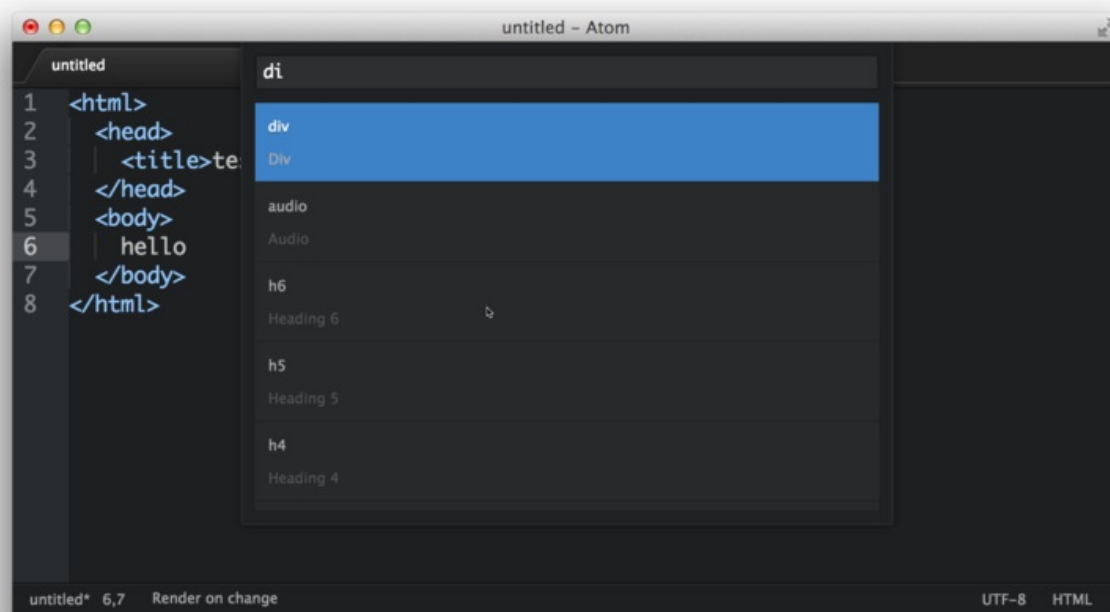 untitled – Atom
untitled
di
1 <html>
2 <head>
3 <title>te
4 </head>
5 <body>
6 hello
7 </body>
8 </html>
div
Div
audio
Audio
h6
Heading 6
h5
Heading 5
h4
Heading 4
untitled* 6,7 Render on change UTF-8 HTML